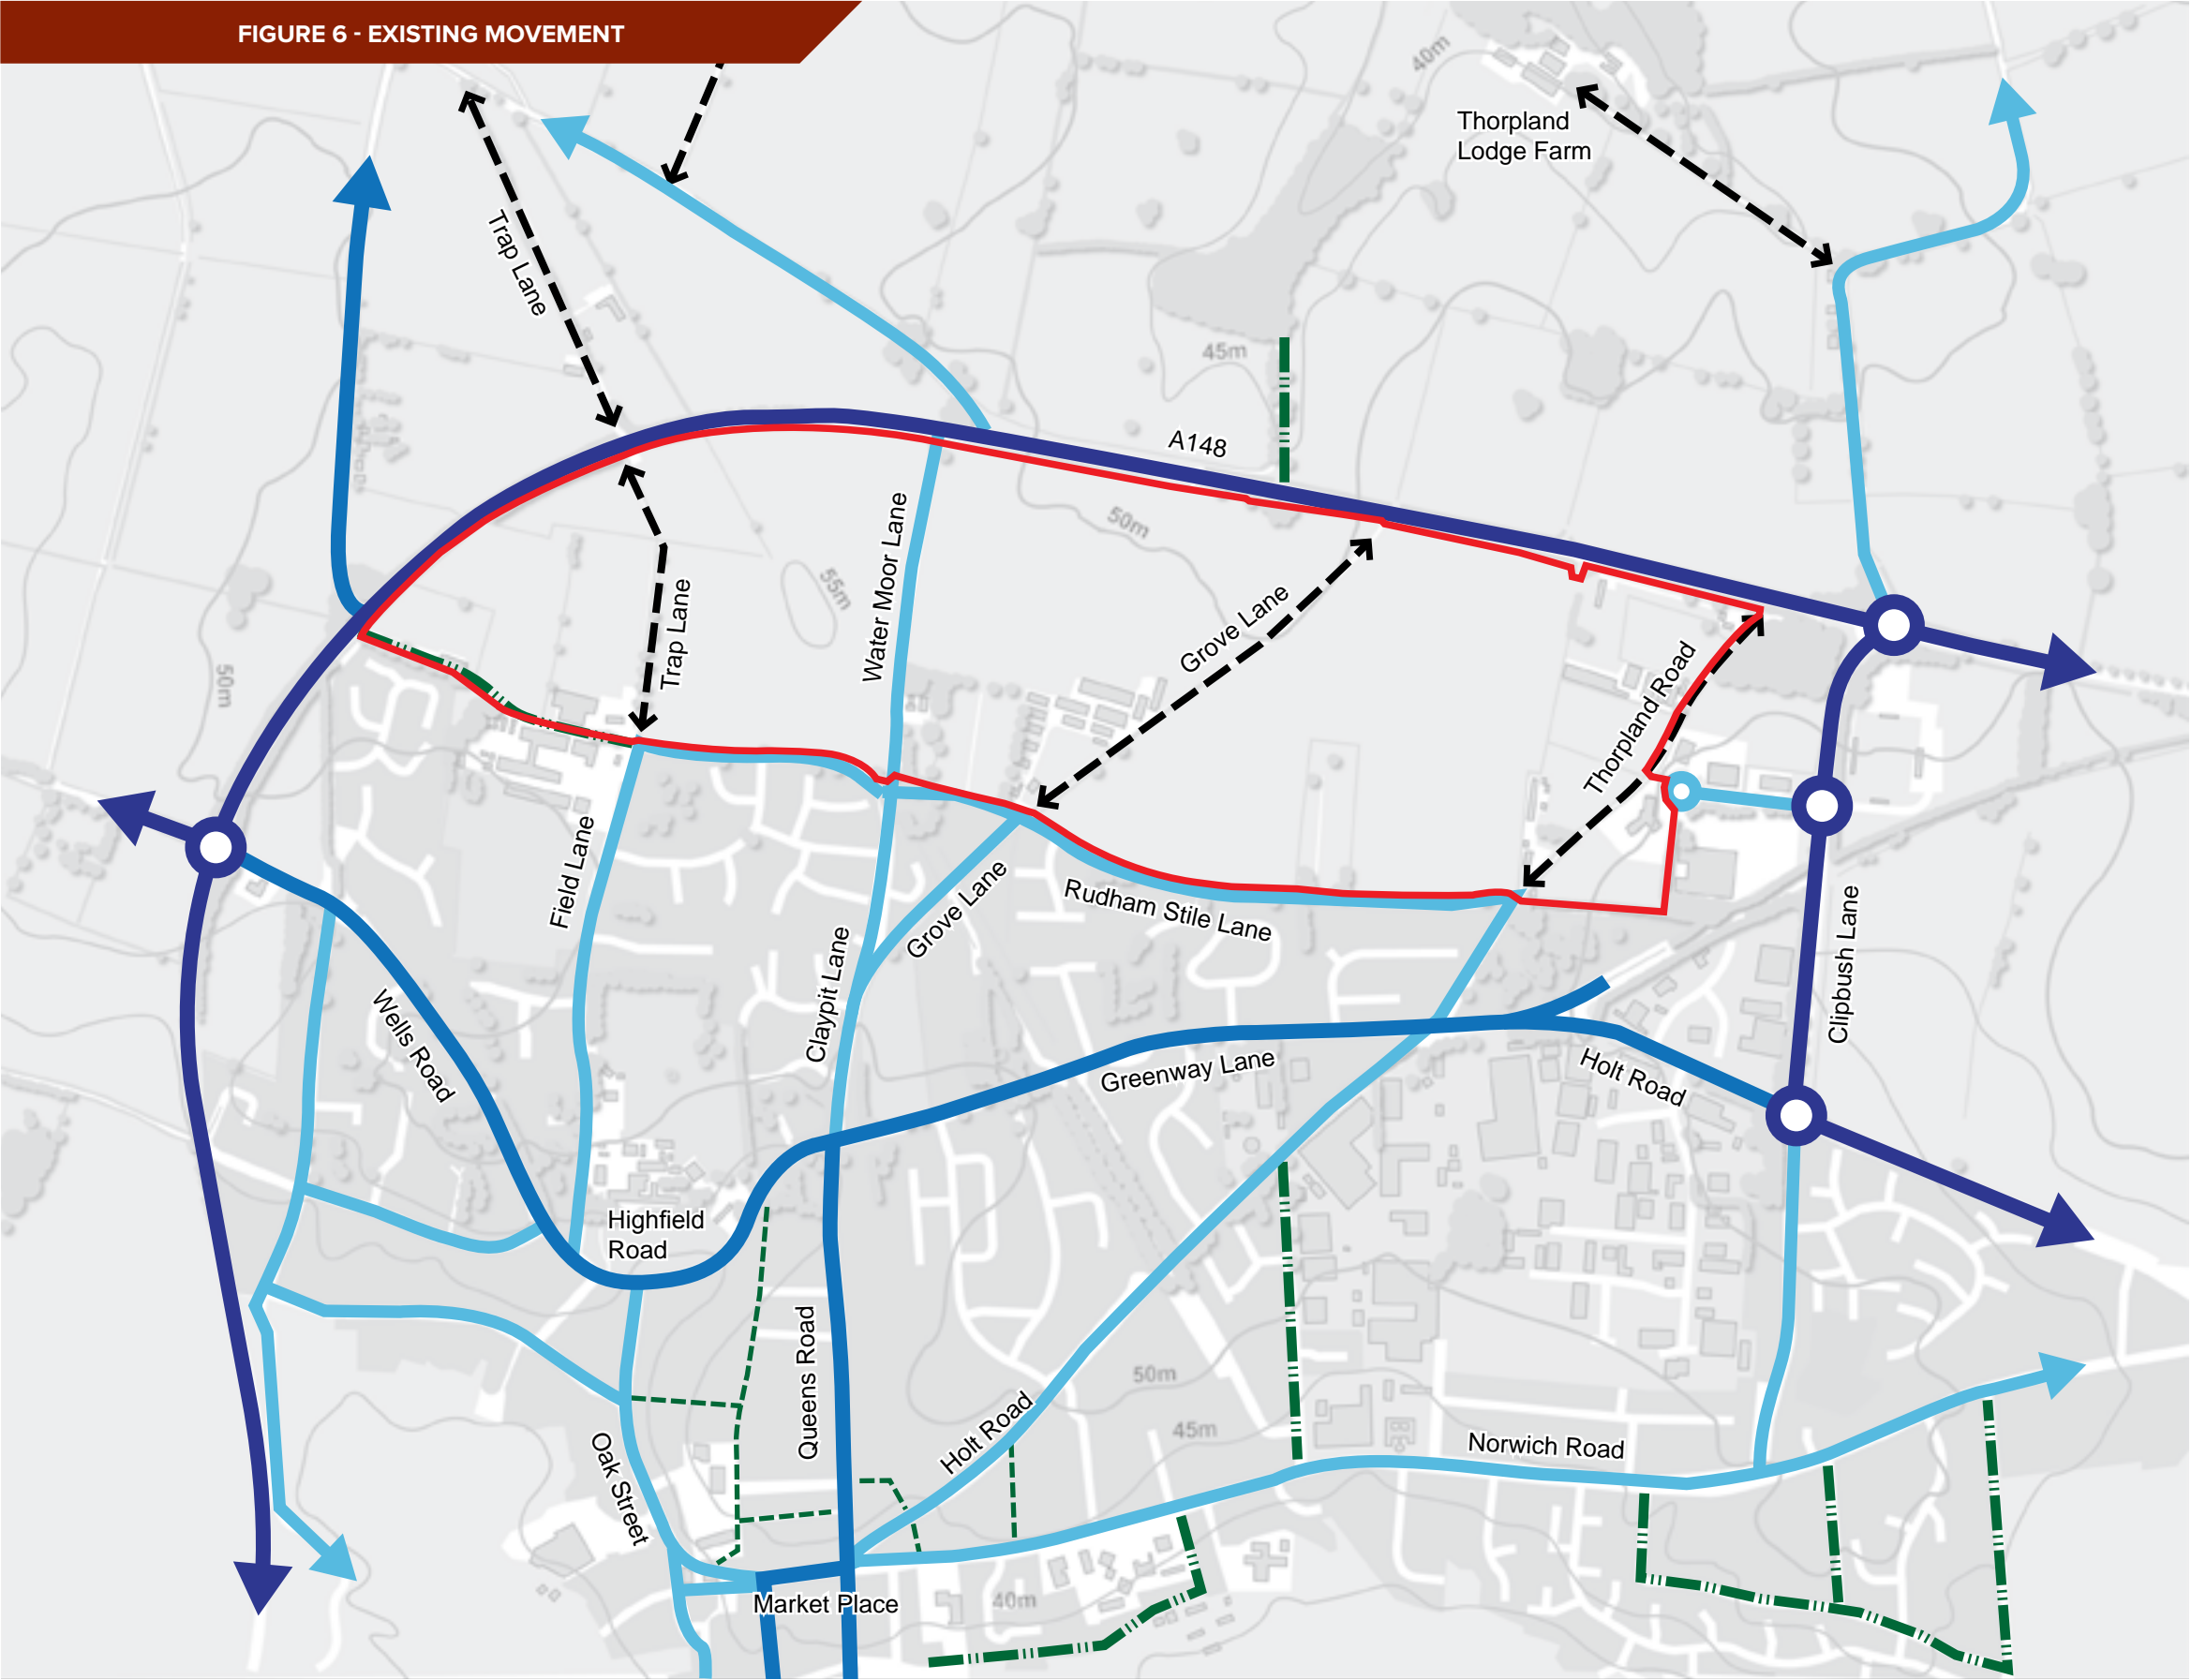 FIGURE 6 - EXISTING MOVEMENT
40m
Thorpland
Lodge Farm
Trap Lane
45m
A148
50m
Water Moor Lane
55m
Trap Lane
Grove Lane
50m
Thorpland Road
Field Lane
Grove Lane
Rudham Stile Lane
Clipbush Lane
Claypit Lane
Wells Road
Greenway Lane
Holt Road
Highfield
Road
Queens Road
50m
Holt Road
45m
Norwich Road
Oak Street
Market Place
40m